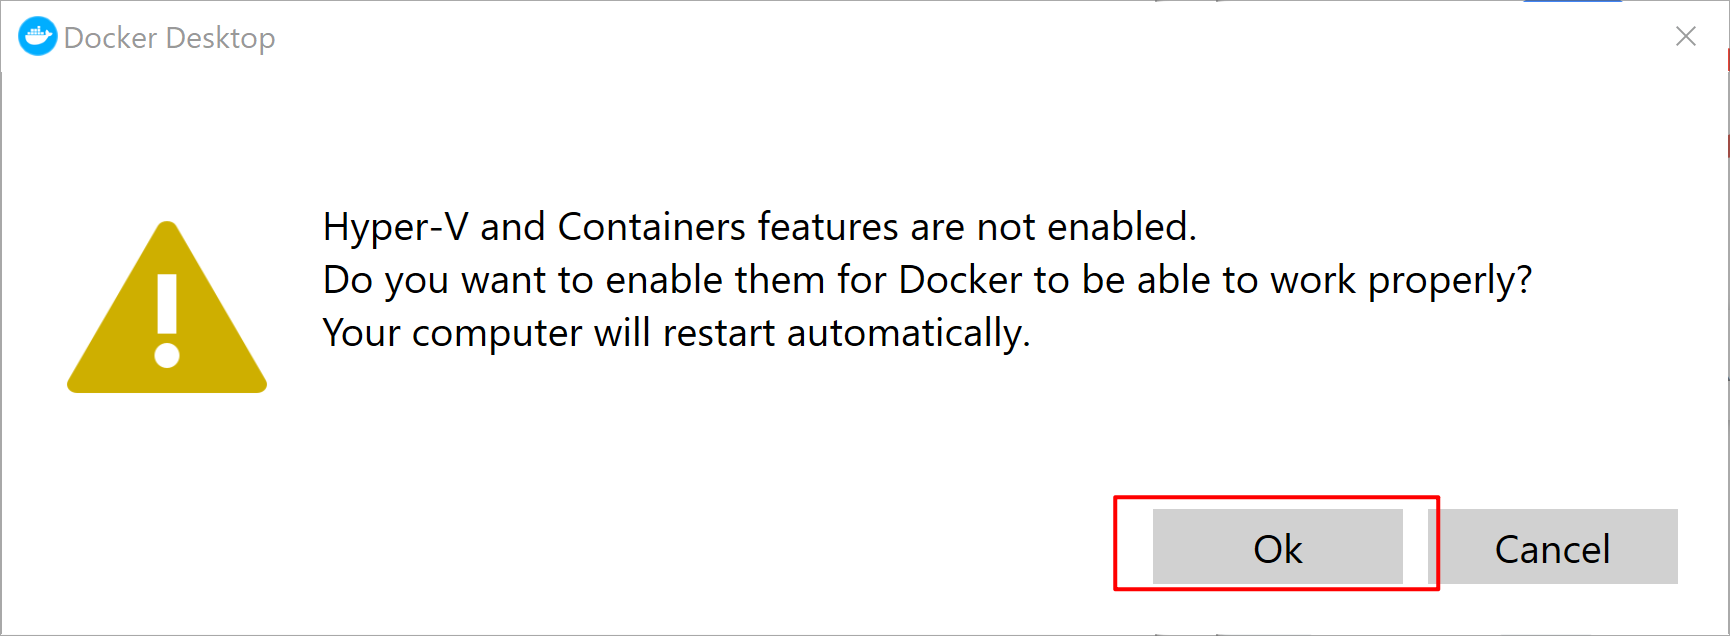 Docker Desktop
Hyper-V and Containers features are not enabled.
Do you want to enable them for Docker to be able to work properly?
Your computer will restart automatically.
Ok
Cancel